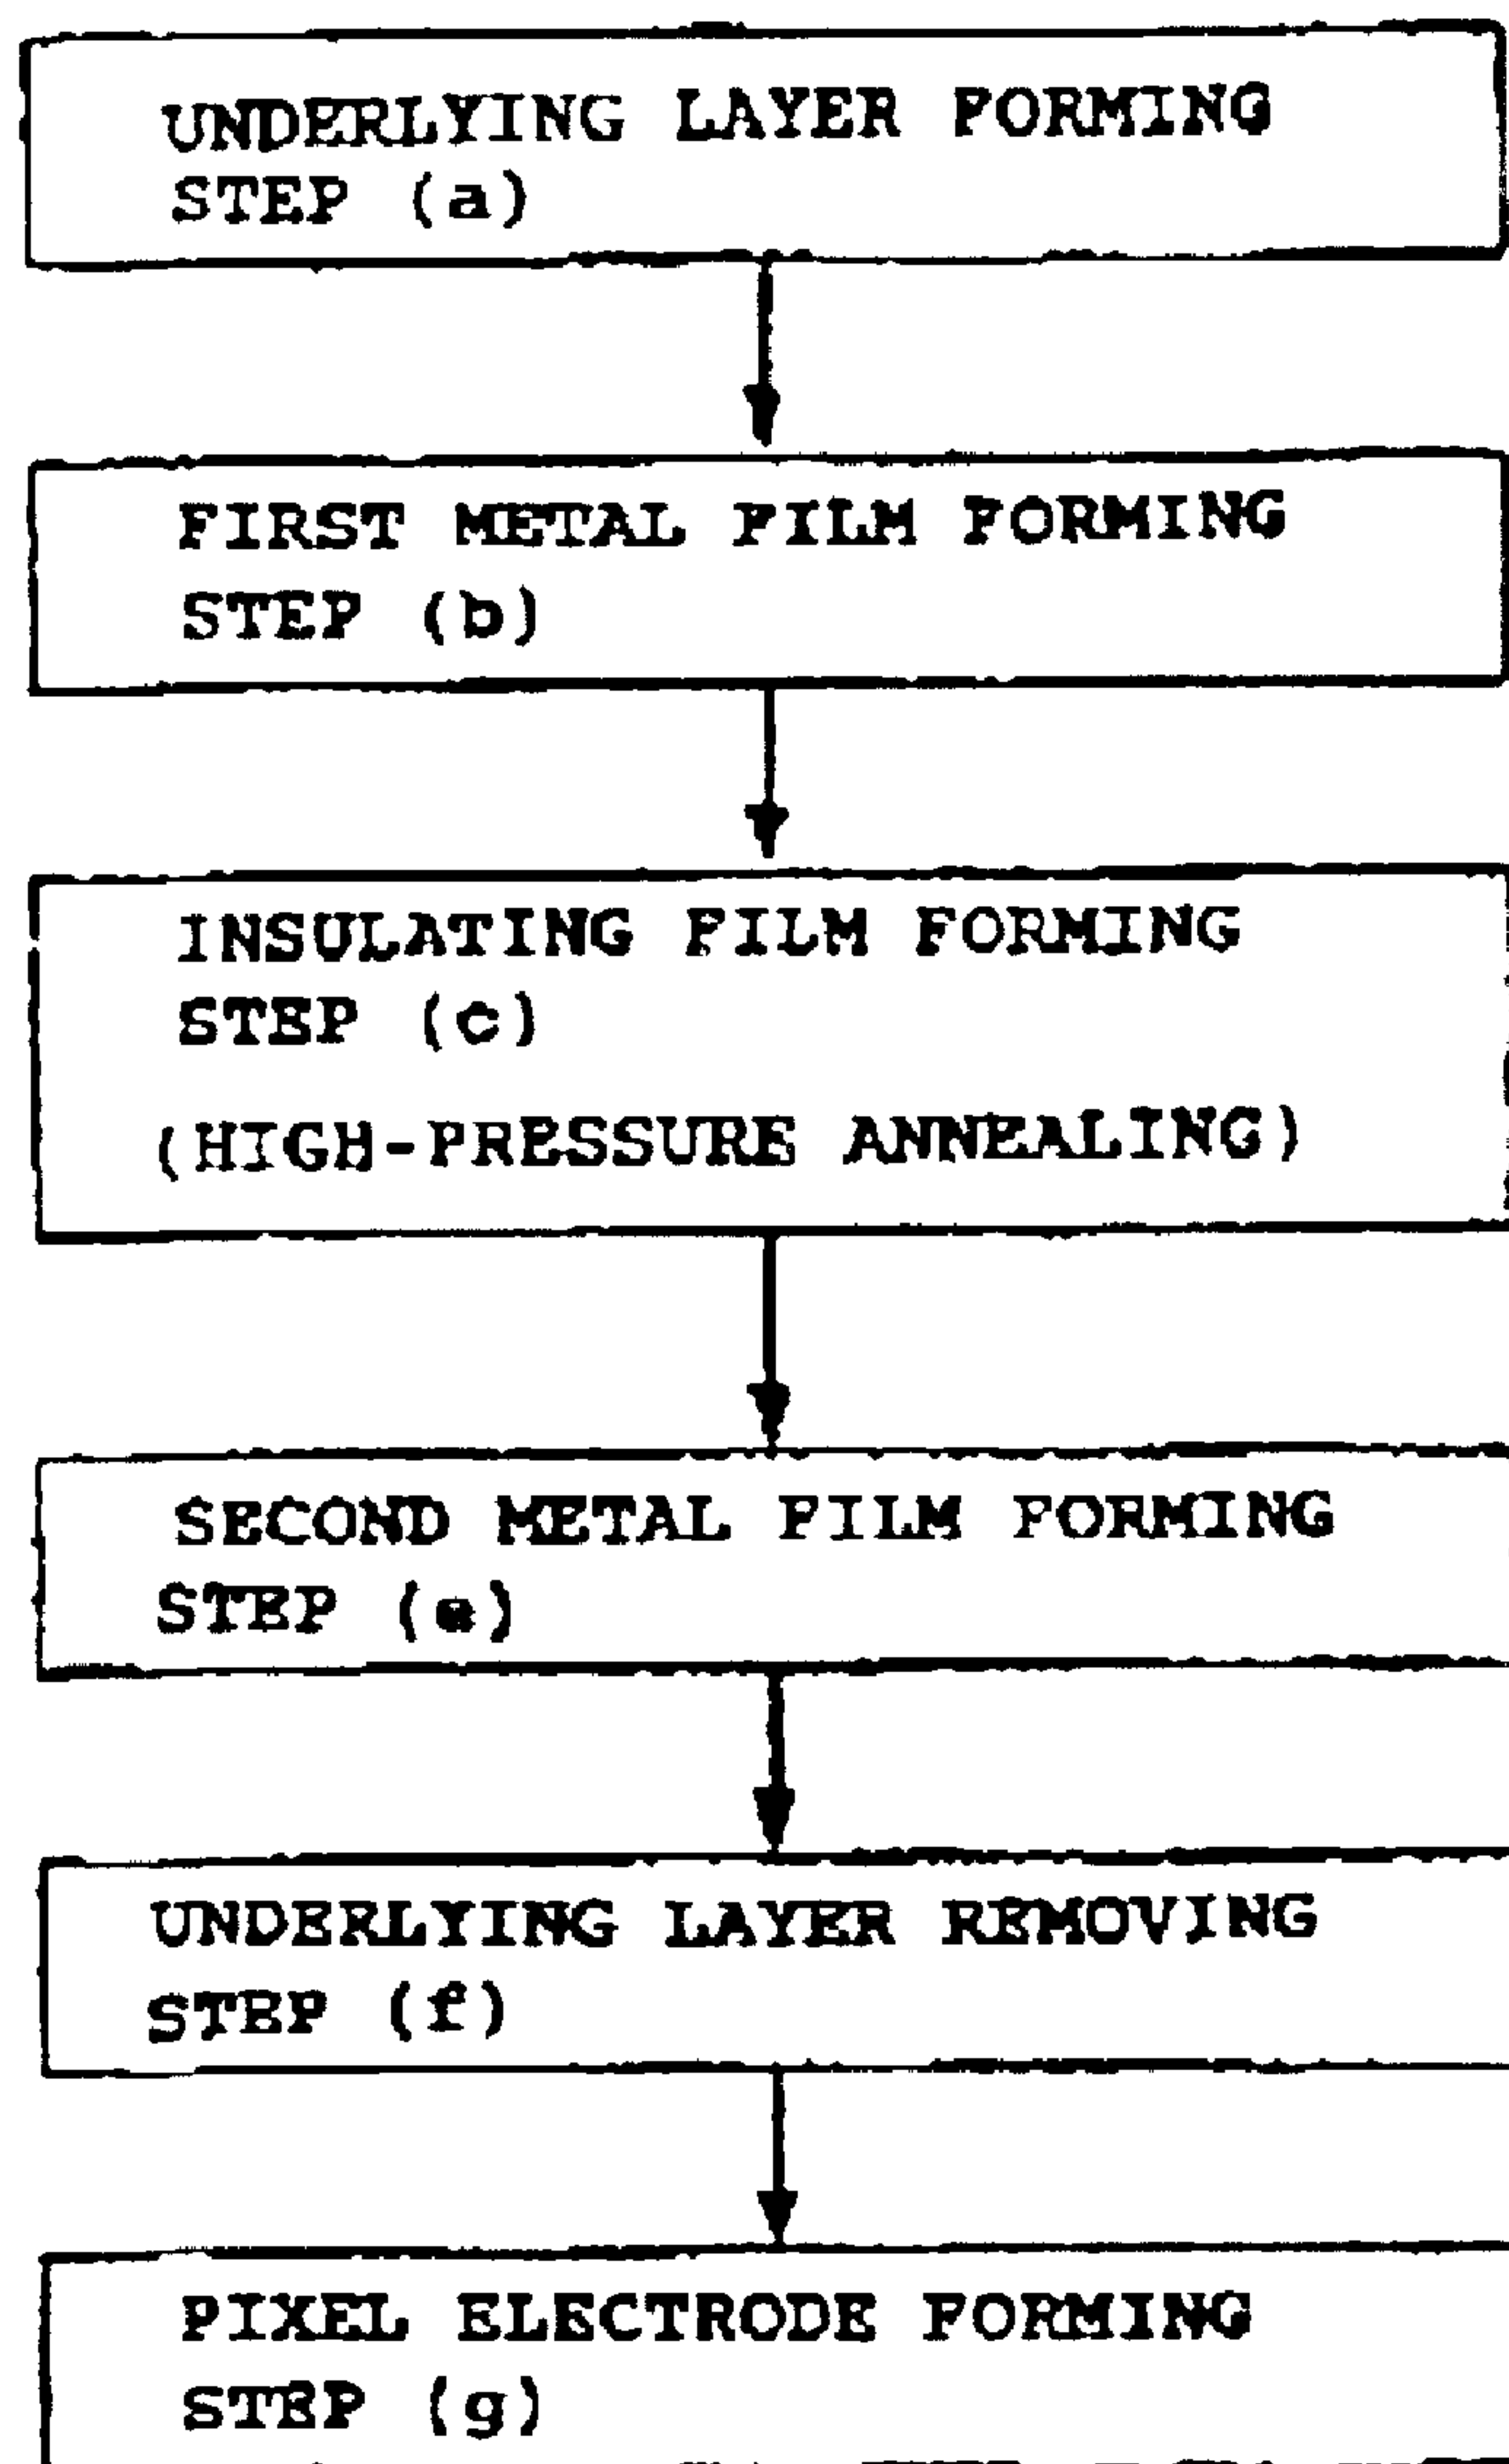 UNDERLYING LAYER FORMING
STEP (a)
FIRST METAL FILM FORMING
STEP (b)
INSULATING FILM FORMING
STEP (c)
(HIGH-PRESSURE ANNEALING)
SECOND METAL FILM FORMING
STEP (e)
UNDERLYING LAYER REMOVING
STEP (f)
PIXEL ELECTRODE FORMING
STEP (g)